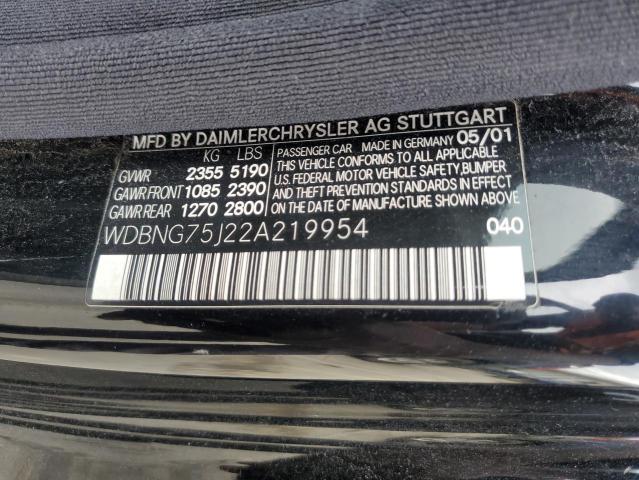 MFD BY DAIMLERCHRYSLER AG STUTTGART
KG LBS
GVWR 2355 5190
GAWR FRONT 1085 2390
GAWR REAR 1270 2800
PASSENGER CAR MADE IN GERMANY 05/01
THIS VEHICLE CONFORMS TO ALL APPLICABLE
U.S. FEDERAL MOTOR VEHICLE SAFETY, BUMPER
AND THEFT PREVENTION STANDARDS IN EFFECT
ON THE DATE OF MANUFACTURE SHOWN ABOVE
WDBNG75J22A219954 040